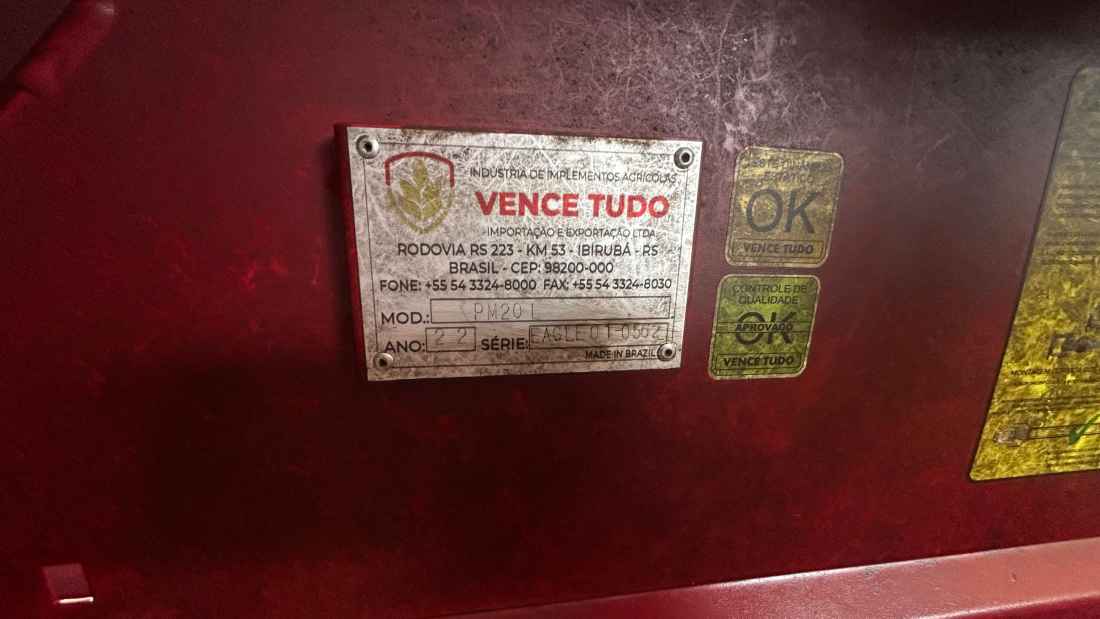 INDÚSTRIA DE IMPLEMENTOS AGRÍCOLAS
VENCE TUDO
IMPORTAÇÃO E EXPORTAÇÃO LTDA
RODOVIA RS 223 - KM 53 - IBIRUBÁ - RS
BRASIL - CEP: 98200-000
FONE: +55 54 3324-8000 FAX: +55 54 3324-8030
MOD.: PM20 L
ANO: 22 SÉRIE: EAGLE01-0562
MADE IN BRAZIL
OK
VENCE TUDO
CONTROLE DE
QUALIDADE
OK
APROVADO
VENCE TUDO